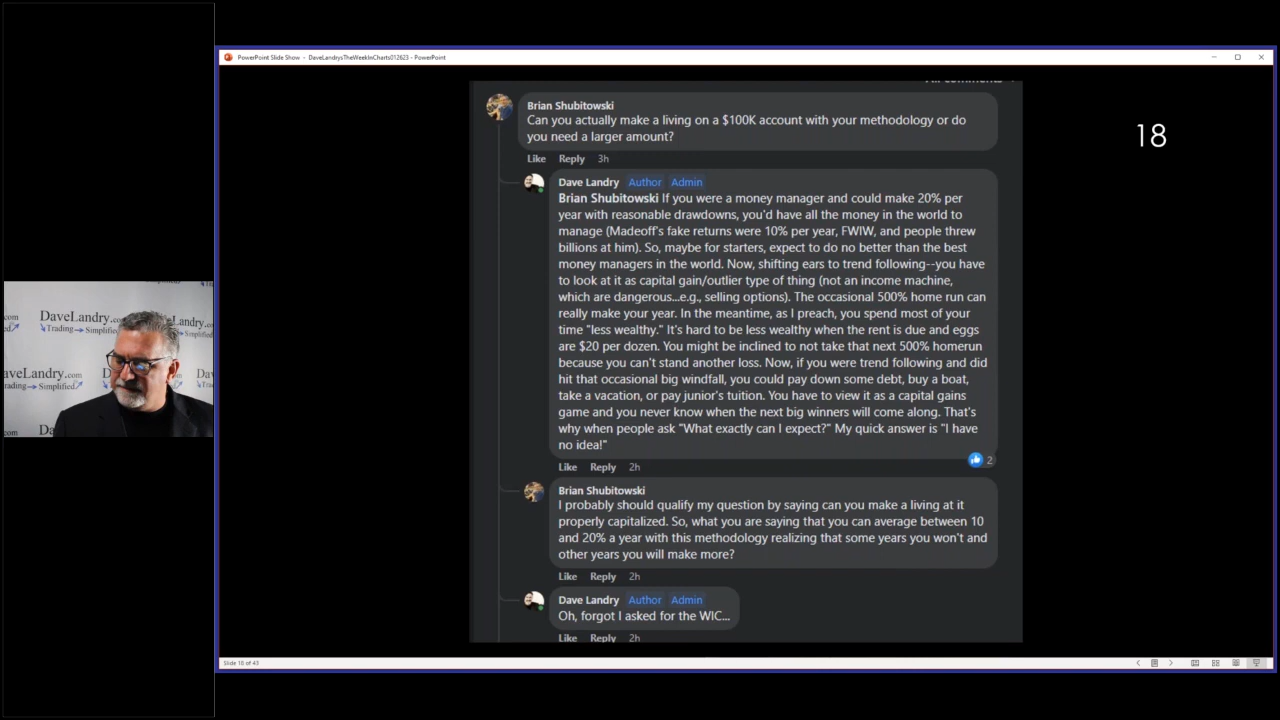 PowerPoint Slide Show - DaveLandrysTheWeekInCharts012623 - PowerPoint
All comments
Brian Shubitowski
Can you actually make a living on a $100K account with your methodology or do
you need a larger amount?
Like Reply 3h
18
Dave Landry Author Admin
Brian Shubitowski If you were a money manager and could make 20% per
year with reasonable drawdowns, you'd have all the money in the world to
manage (Madeoff's fake returns were 10% per year, FWIW, and people threw
billions at him). So, maybe for starters, expect to do no better than the best
money managers in the world. Now, shifting ears to trend following--you have
to look at it as capital gain/outlier type of thing (not an income machine,
which are dangerous...e.g., selling options). The occasional 500% home run can
really make your year. In the meantime, as I preach, you spend most of your
time "less wealthy." It's hard to be less wealthy when the rent is due and eggs
are $20 per dozen. You might be inclined to not take that next 500% homerun
because you can't stand another loss. Now, if you were trend following and did
hit that occasional big windfall, you could pay down some debt, buy a boat,
take a vacation, or pay junior's tuition. You have to view it as a capital gains
game and you never know when the next big winners will come along. That's
why when people ask "What exactly can I expect?" My quick answer is "I have
no idea!"
2
Like Reply 2h
Brian Shubitowski
I probably should qualify my question by saying can you make a living at it
properly capitalized. So, what you are saying that you can average between 10
and 20% a year with this methodology realizing that some years you won't and
other years you will make more?
Like Reply 2h
Dave Landry Author Admin
Oh, forgot I asked for the WIC...
Like Reply 2h
Slide 18 of 43
DaveLandry.com
Trading Simplified